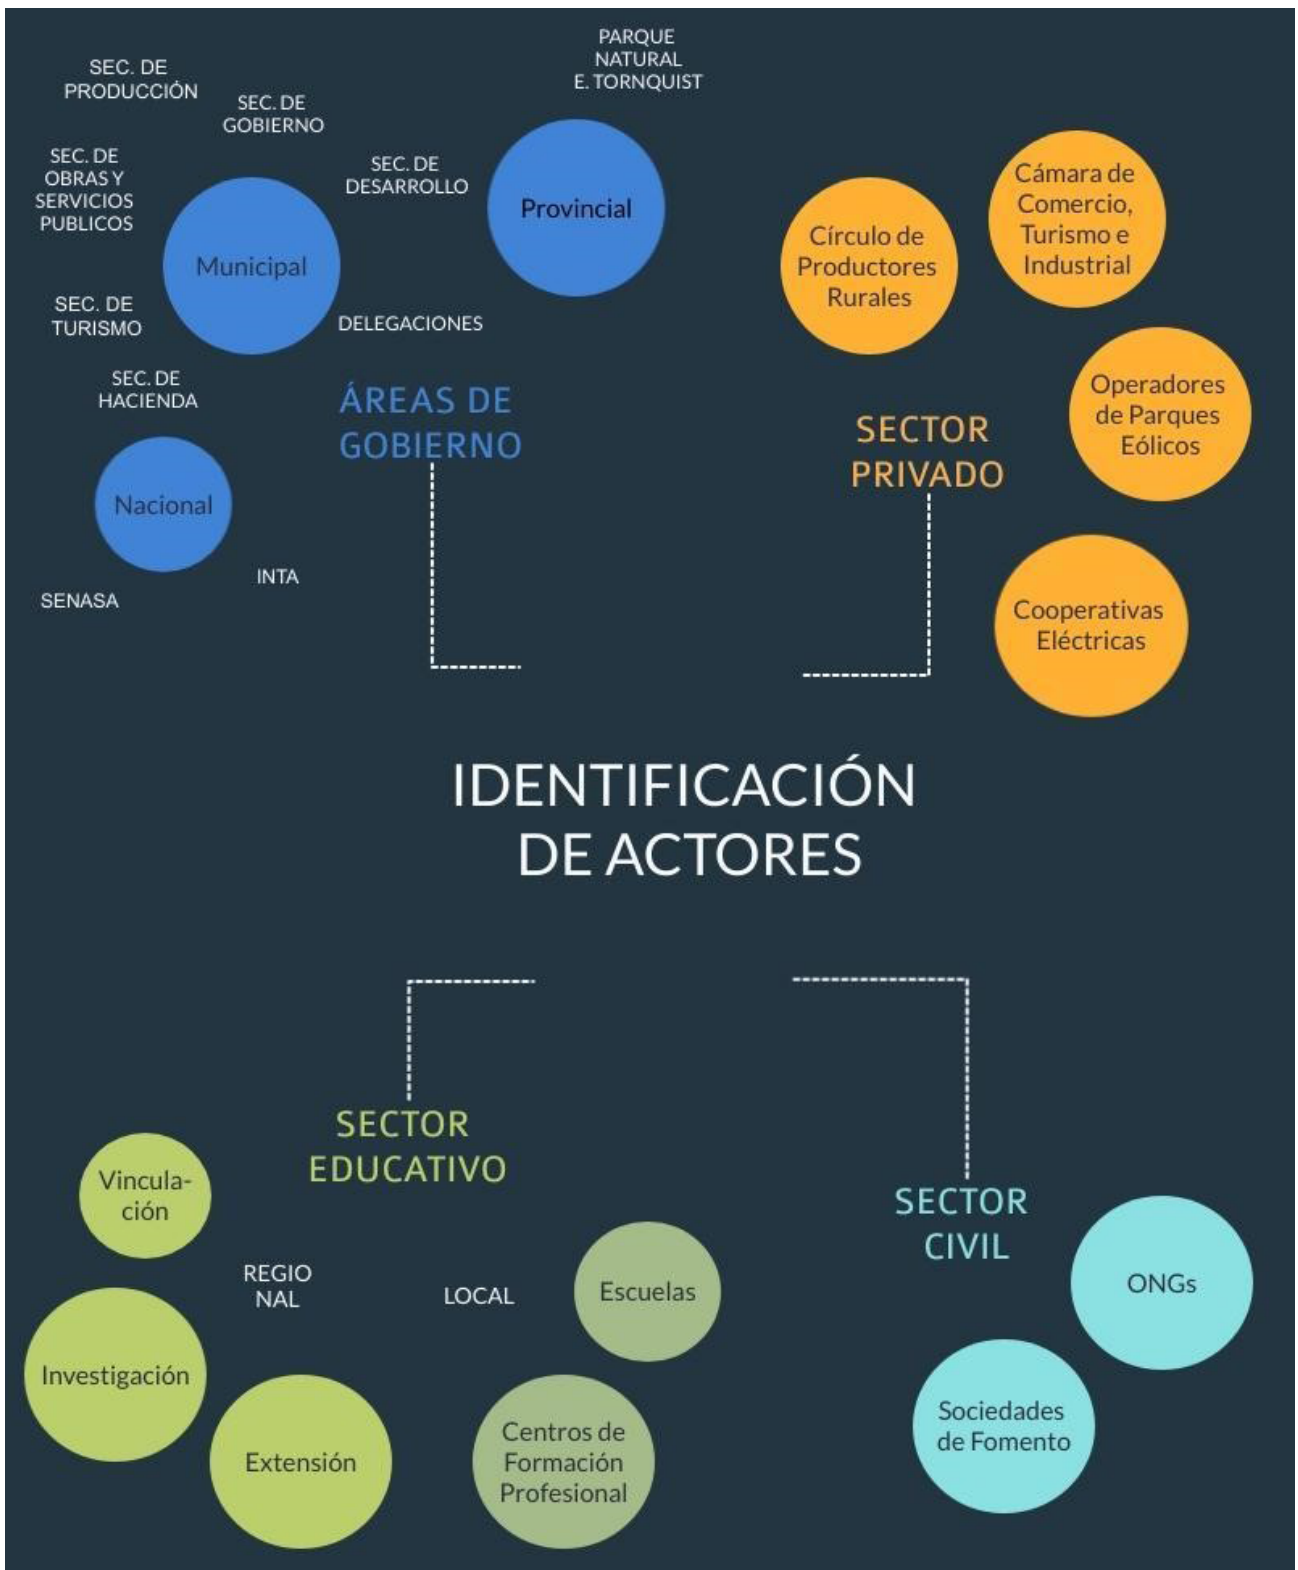 SEC. DE
PRODUCCIÓN
SEC. DE
GOBIERNO
SEC. DE
OBRAS Y
SERVICIOS
PUBLICOS
SEC. DE
DESARROLLO
Municipal
SEC. DE
TURISMO
DELEGACIONES
SEC. DE
HACIENDA
PARQUE
NATURAL
E. TORNQUIST
Provincial
Nacional
SENASA
INTA
ÁREAS DE
GOBIERNO
Círculo de
Productores
Rurales
Cámara de
Comercio,
Turismo e
Industrial
Operadores
de Parques
Eólicos
Cooperativas
Eléctricas
SECTOR
PRIVADO
IDENTIFICACIÓN
DE ACTORES
SECTOR
EDUCATIVO
Vincula-
ción
REGIO
NAL
Investigación
Extensión
LOCAL
Escuelas
Centros de
Formación
Profesional
SECTOR
CIVIL
ONGs
Sociedades
de Fomento